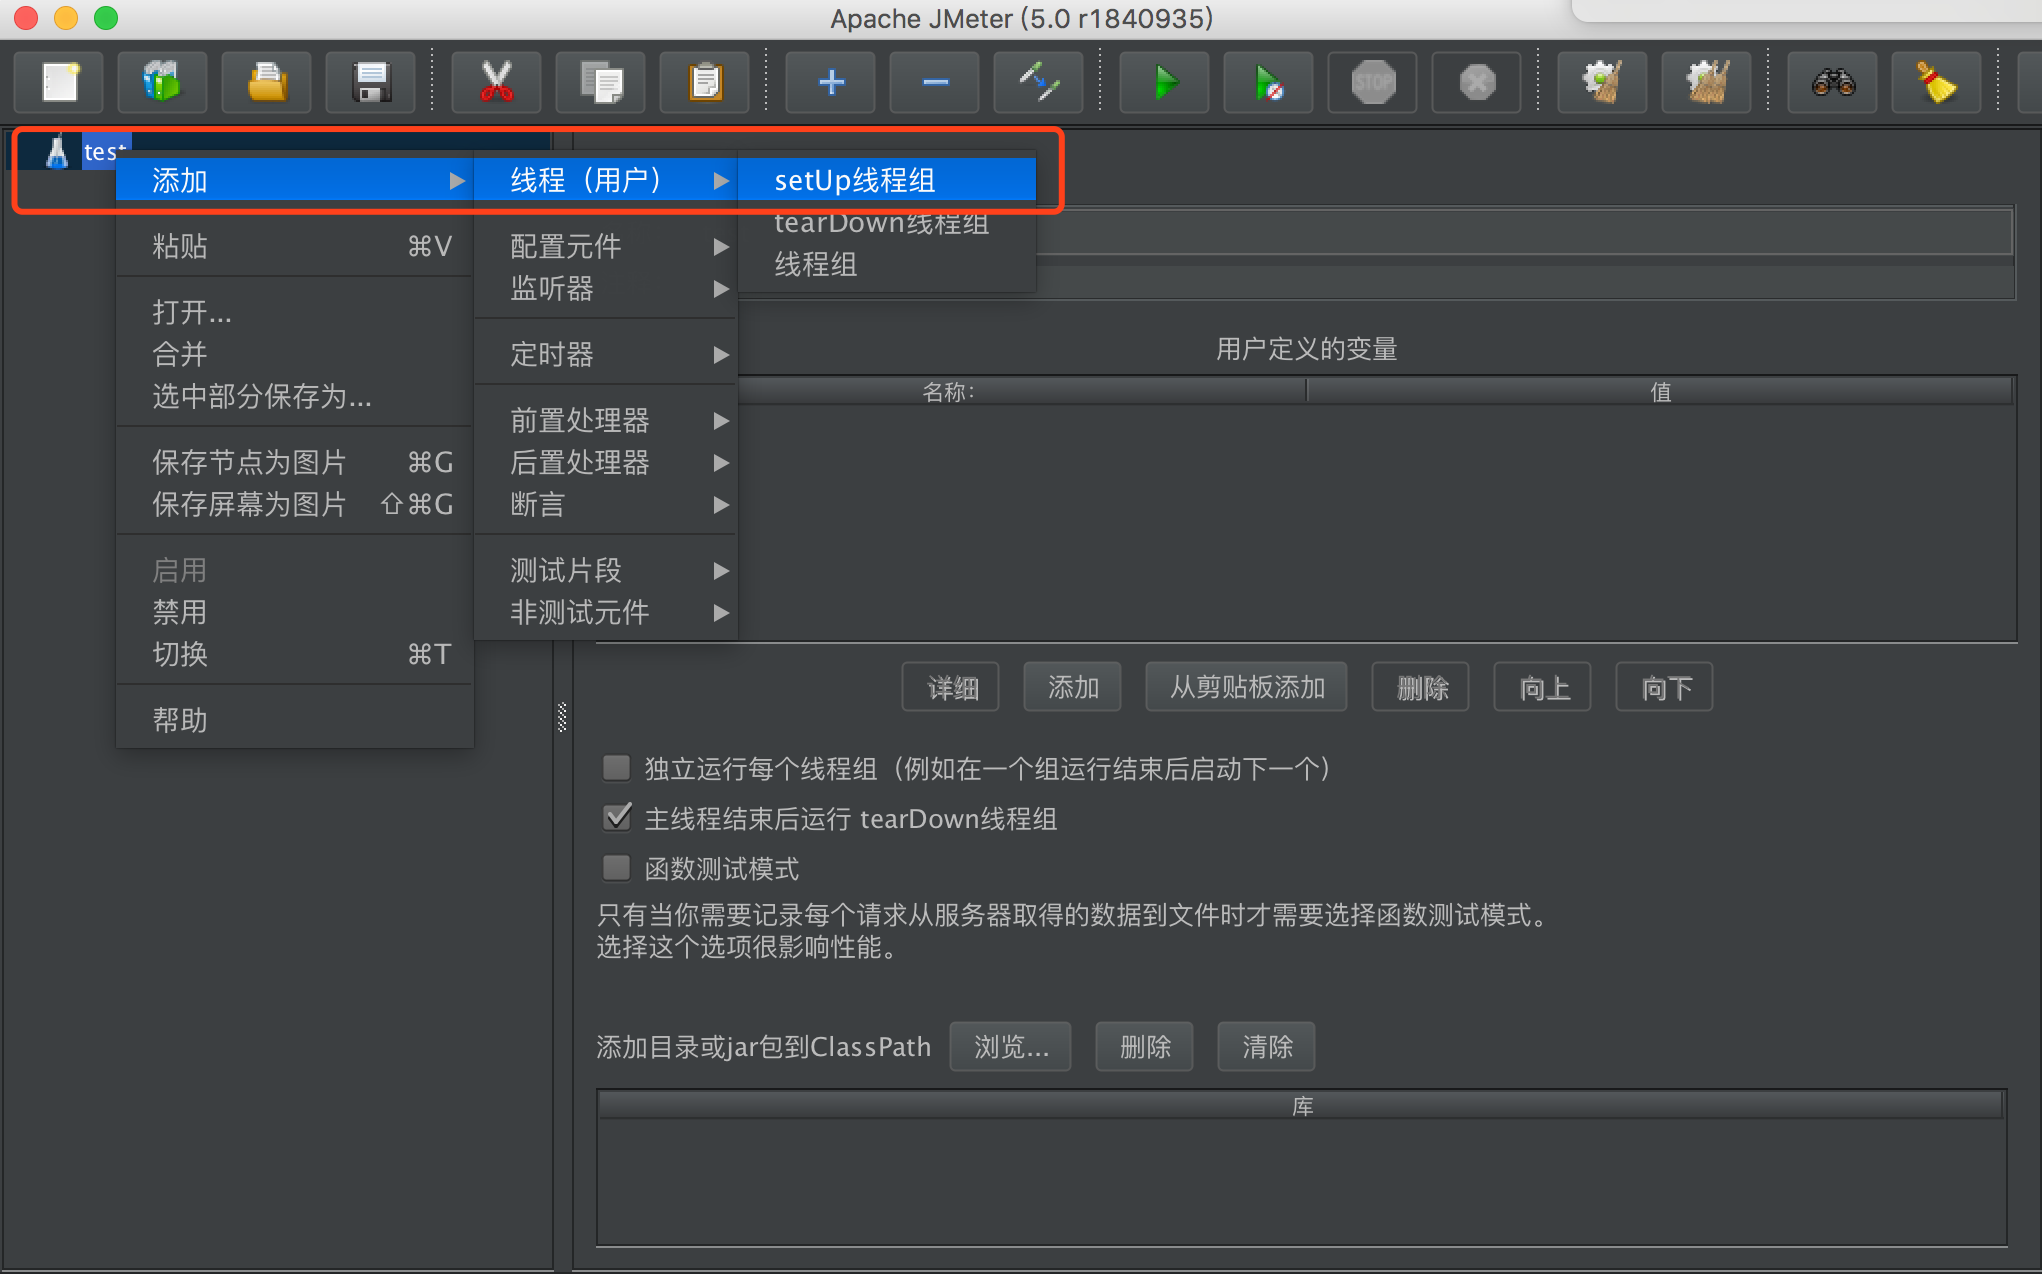 Apache JMeter (5.0 r1840935)
STOP
test
添加
粘贴 ⌘V
打开...
合并
选中部分保存为...
保存节点为图片 ⌘G
保存屏幕为图片 ⇧⌘G
启用
禁用
切换 ⌘T
帮助
线程（用户）
配置元件
监听器
定时器
前置处理器
后置处理器
断言
测试片段
非测试元件
setUp线程组
tearDown线程组
线程组
用户定义的变量
名称: 值
详细 添加 从剪贴板添加 删除 向上 向下
独立运行每个线程组（例如在一个组运行结束后启动下一个）
主线程结束后运行 tearDown线程组
函数测试模式
只有当你需要记录每个请求从服务器取得的数据到文件时才需要选择函数测试模式。
选择这个选项很影响性能。
添加目录或jar包到ClassPath 浏览... 删除 清除
库